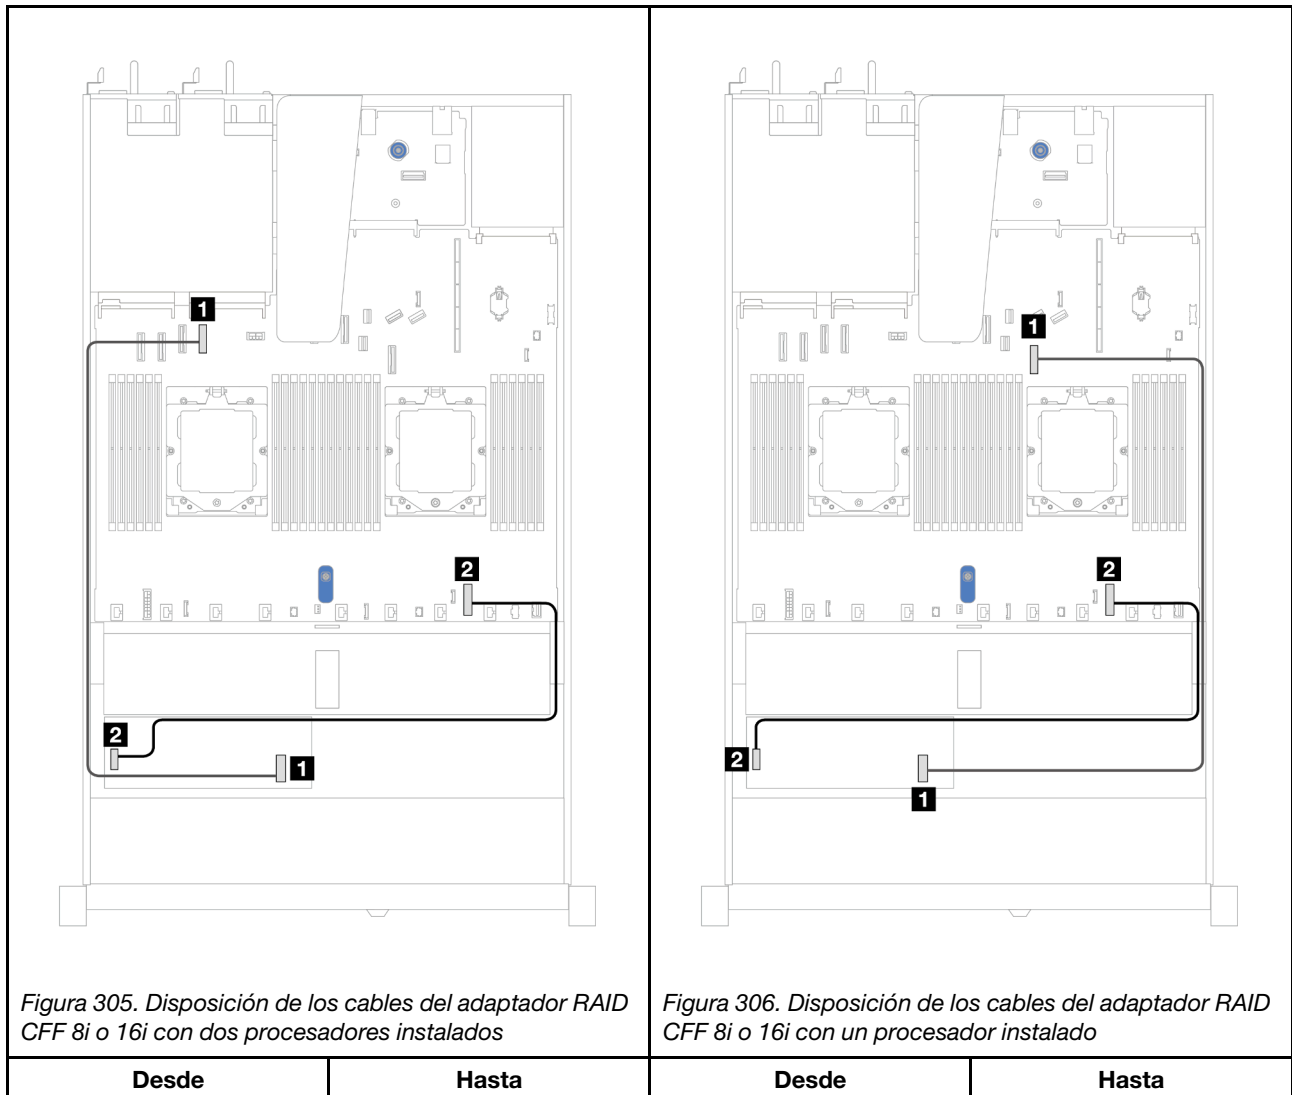 1
2
2
1
1
2
2
1
Figura 305. Disposición de los cables del adaptador RAID
CFF 8i o 16i con dos procesadores instalados
Figura 306. Disposición de los cables del adaptador RAID
CFF 8i o 16i con un procesador instalado
Desde Hasta Desde Hasta